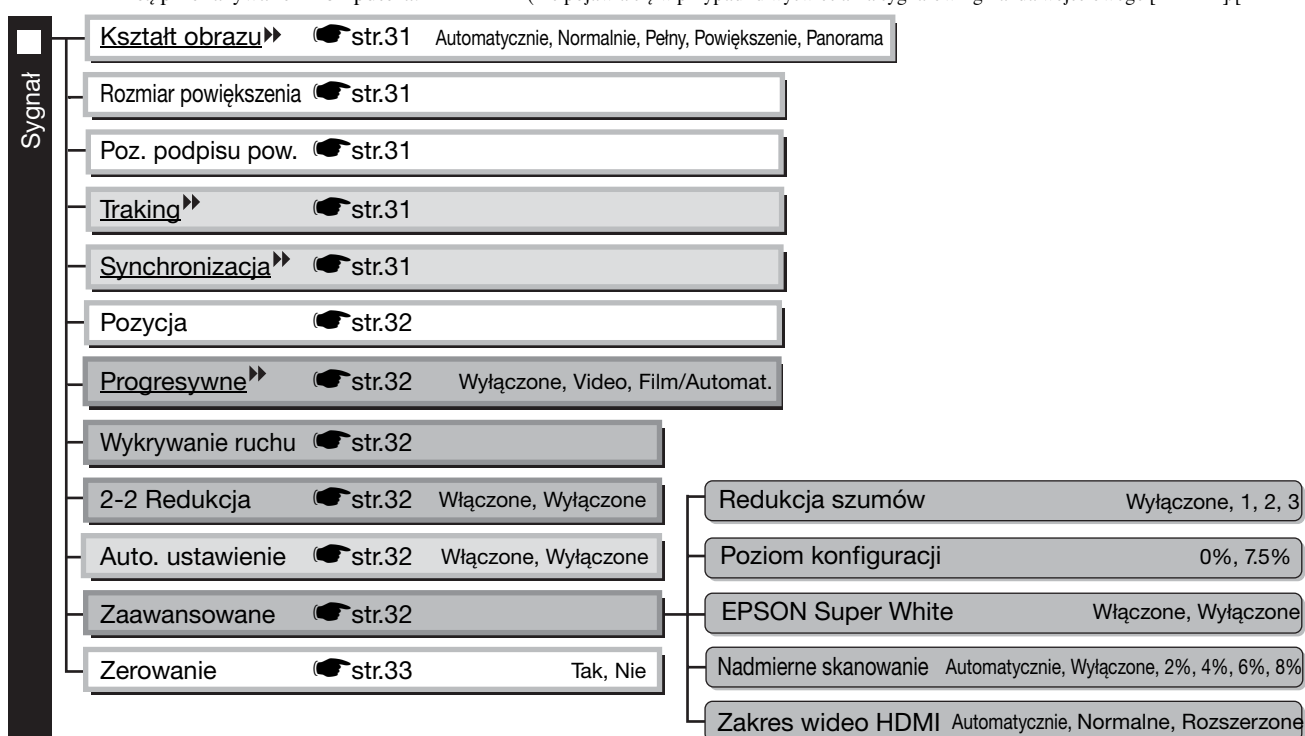 Sygnał
Kształt obrazu str.31 Automatycznie, Normalnie, Pełny, Powiększenie, Panorama
Rozmiar powiększenia str.31
Poz. podpisu pow. str.31
Traking str.31
Synchronizacja str.31
Pozycja str.32
Progresywne str.32 Wyłączone, Video, Film/Automat.
Wykrywanie ruchu str.32
2-2 Redukcja str.32 Włączone, Wyłączone
Auto. ustawienie str.32 Włączone, Wyłączone
Zaawansowane str.32
Zerowanie str.33 Tak, Nie
Redukcja szumów Wyłączone, 1, 2, 3
Poziom konfiguracji 0%, 7.5%
EPSON Super White Włączone, Wyłączone
Nadmierne skanowanie Automatycznie, Wyłączone, 2%, 4%, 6%, 8%
Zakres wideo HDMI Automatycznie, Normalne, Rozszerzone